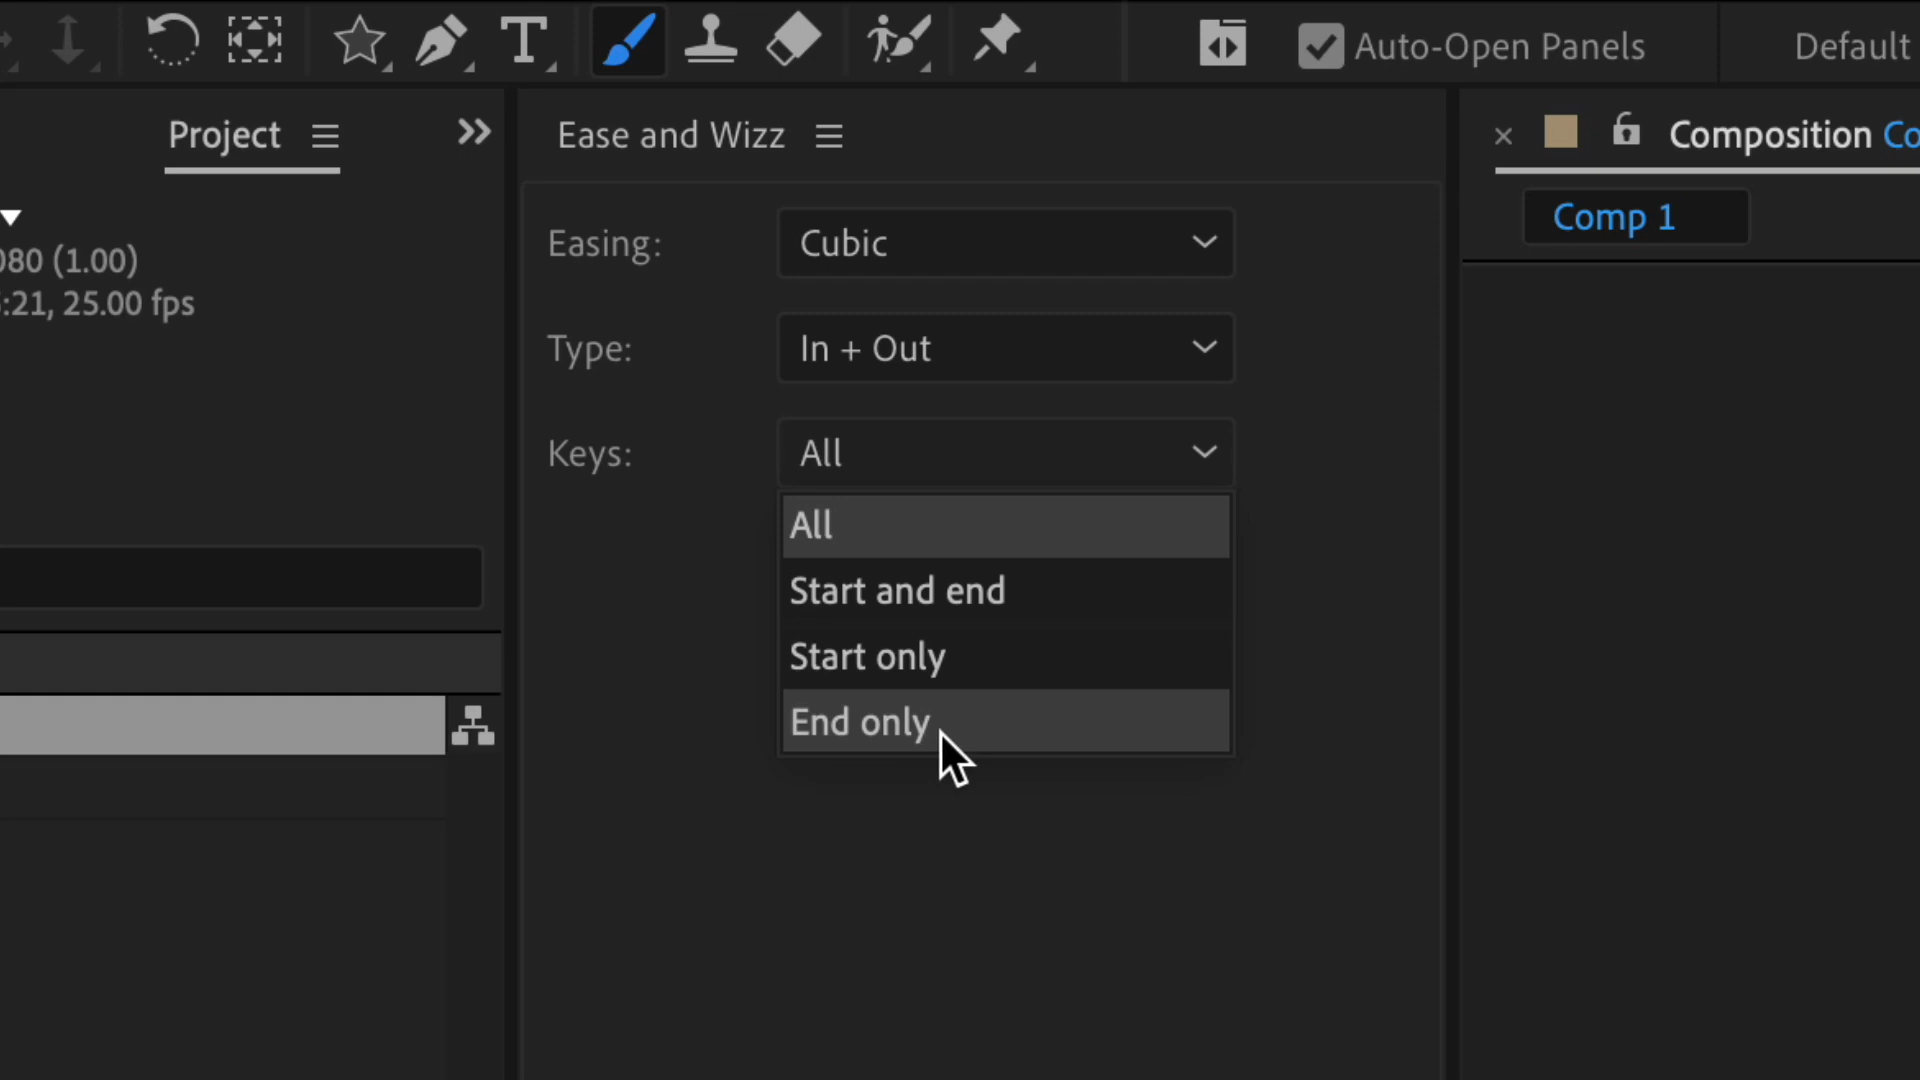 Auto-Open Panels
Default
Project
Ease and Wizz
Composition Co
Comp 1
080 (1.00)
:21, 25.00 fps
Easing:
Cubic
Type:
In + Out
Keys:
All
All
Start and end
Start only
End only